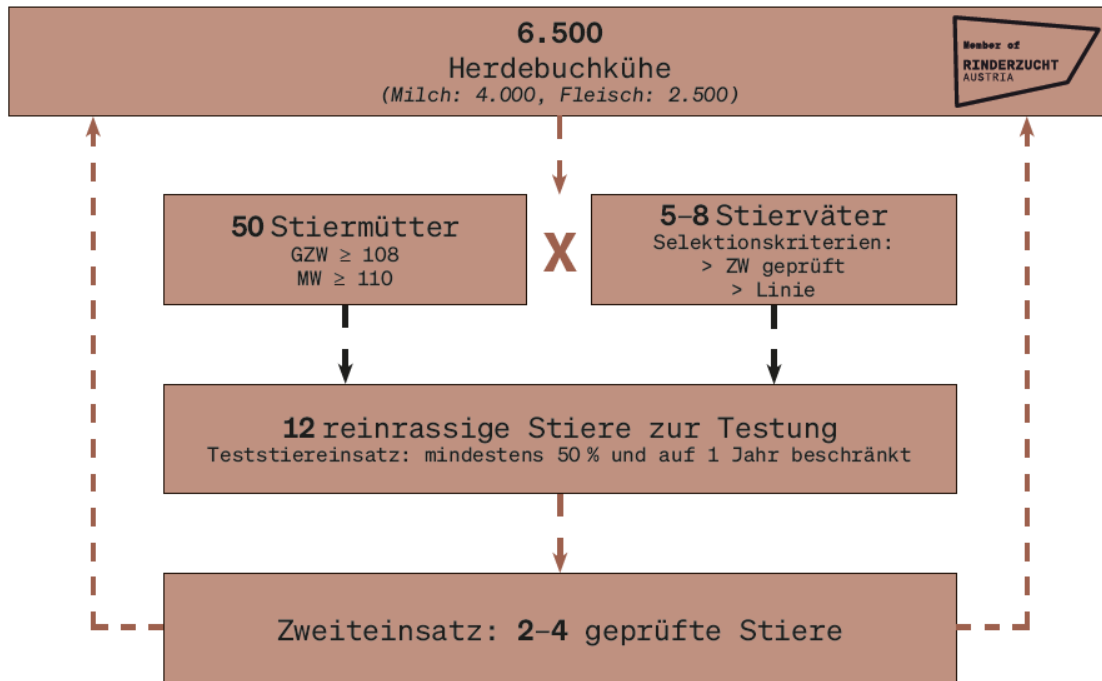 6.500
Herdebuchkühe
(Milch: 4.000, Fleisch: 2.500)
Member of
RINDERZUCHT
AUSTRIA
50 Stiermütter
GZW ≥ 108
MW ≥ 110
X
5–8 Stierväter
Selektionskriterien:
> ZW geprüft
> Linie
12 reinrassige Stiere zur Testung
Teststiereinsatz: mindestens 50 % und auf 1 Jahr beschränkt
Zweiteinsatz: 2–4 geprüfte Stiere